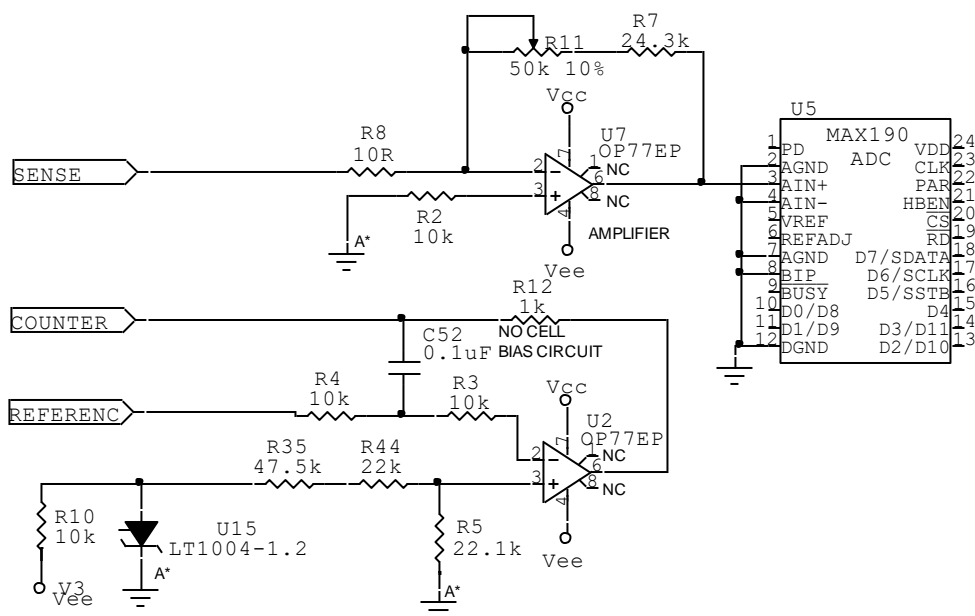 R11
50k 10%
R7
24.3k
Vcc
R8
10R
U7
OP77EP
SENSE
7
2
3
4
1
6
8
NC
NC
R2
10k
A*
AMPLIFIER
Vee
U5
MAX190
ADC
1 PD
2 AGND
3 AIN+
4 AIN-
5 VREF
6 REFADJ
7 AGND
8 BIP
9 BUSY
10 D0/D8
11 D1/D9
12 DGND
VDD 24
CLK 23
PAR 22
HBEN 21
CS 20
RD 19
D7/SDATA 18
D6/SCLK 17
D5/SSTB 16
D4 15
D3/D11 14
D2/D10 13
COUNTER
R12
1k
NO CELL
BIAS CIRCUIT
C52
0.1uF
REFERENC
R4
10k
R3
10k
Vcc
U2
OP77EP
7
2
3
4
1
6
8
NC
NC
Vee
R35
47.5k
R44
22k
R10
10k
U15
LT1004-1.2
A*
R5
22.1k
A*
V3
Vee